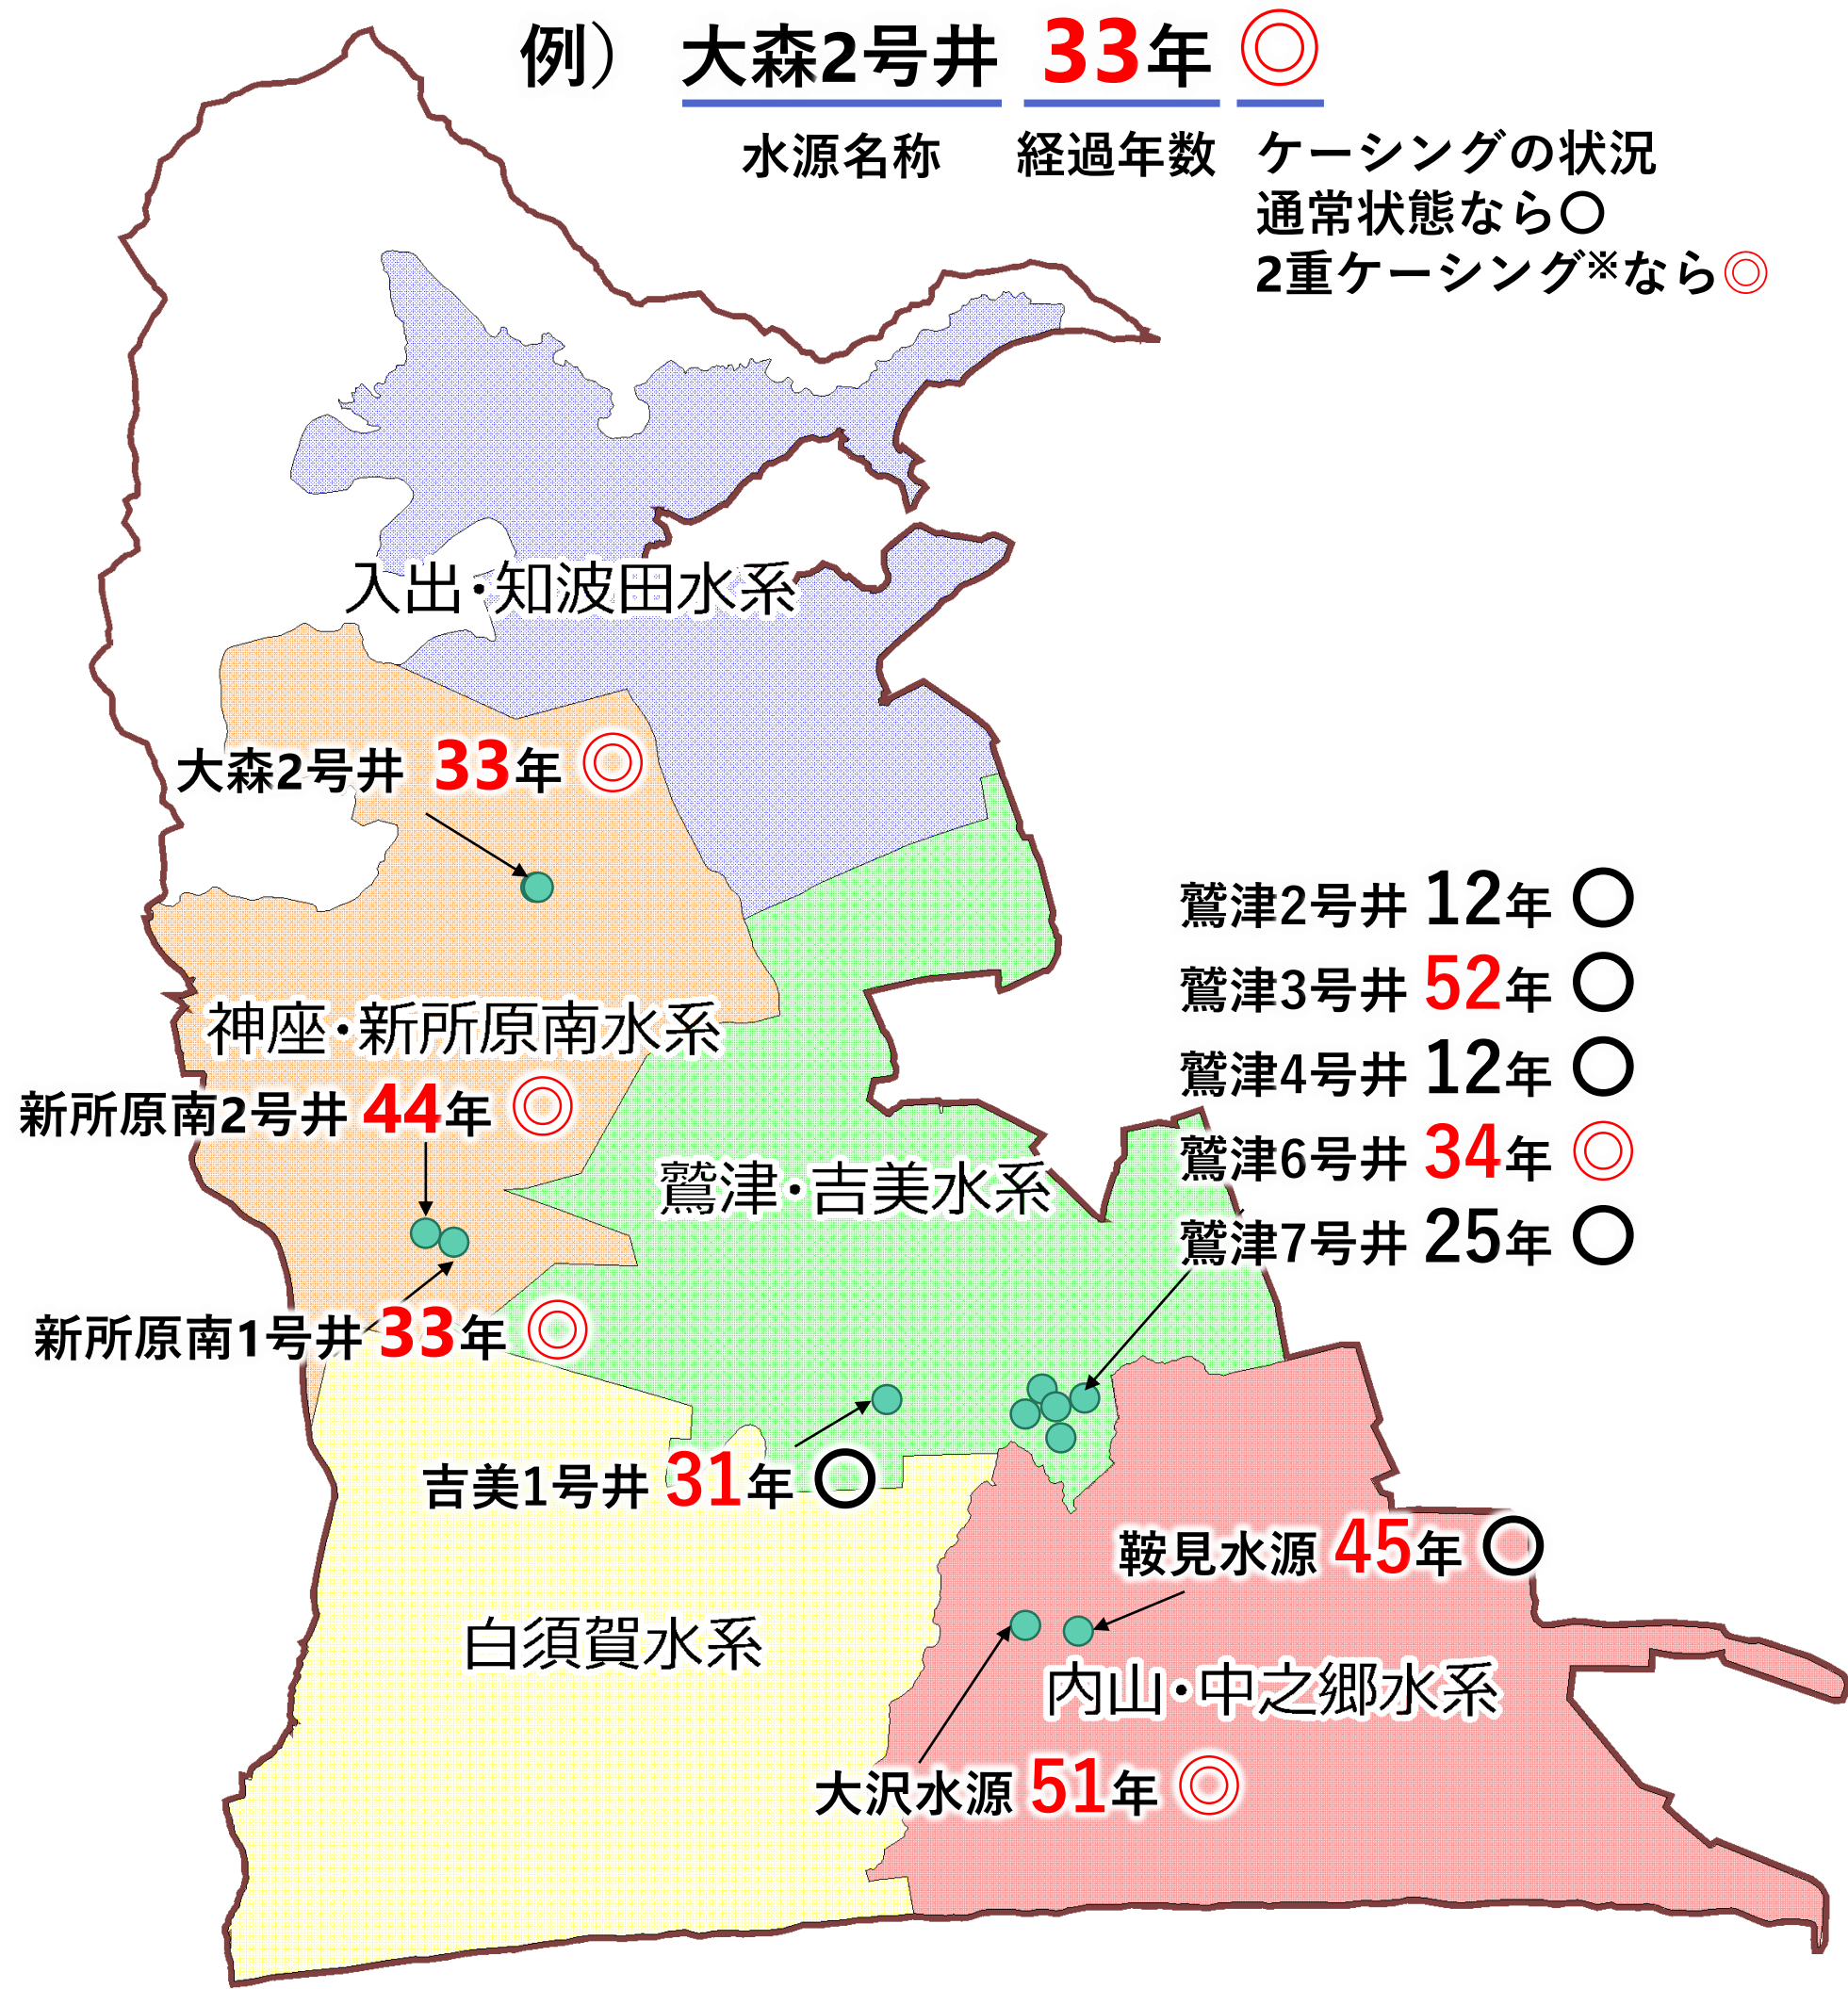 例） 大森2号井 33年 ◎
水源名称 経過年数 ケーシングの状況
通常状態なら〇
2重ケーシング※なら◎
入出・知波田水系
大森2号井 33年 ◎
鷲津2号井 12年 〇
鷲津3号井 52年 〇
神座・新所原南水系
鷲津4号井 12年 〇
新所原南2号井 44年 ◎
鷲津6号井 34年 ◎
鷲津・吉美水系
鷲津7号井 25年 〇
新所原南1号井 33年 ◎
吉美1号井 31年 〇
鞍見水源 45年 〇
白須賀水系
内山・中之郷水系
大沢水源 51年 ◎